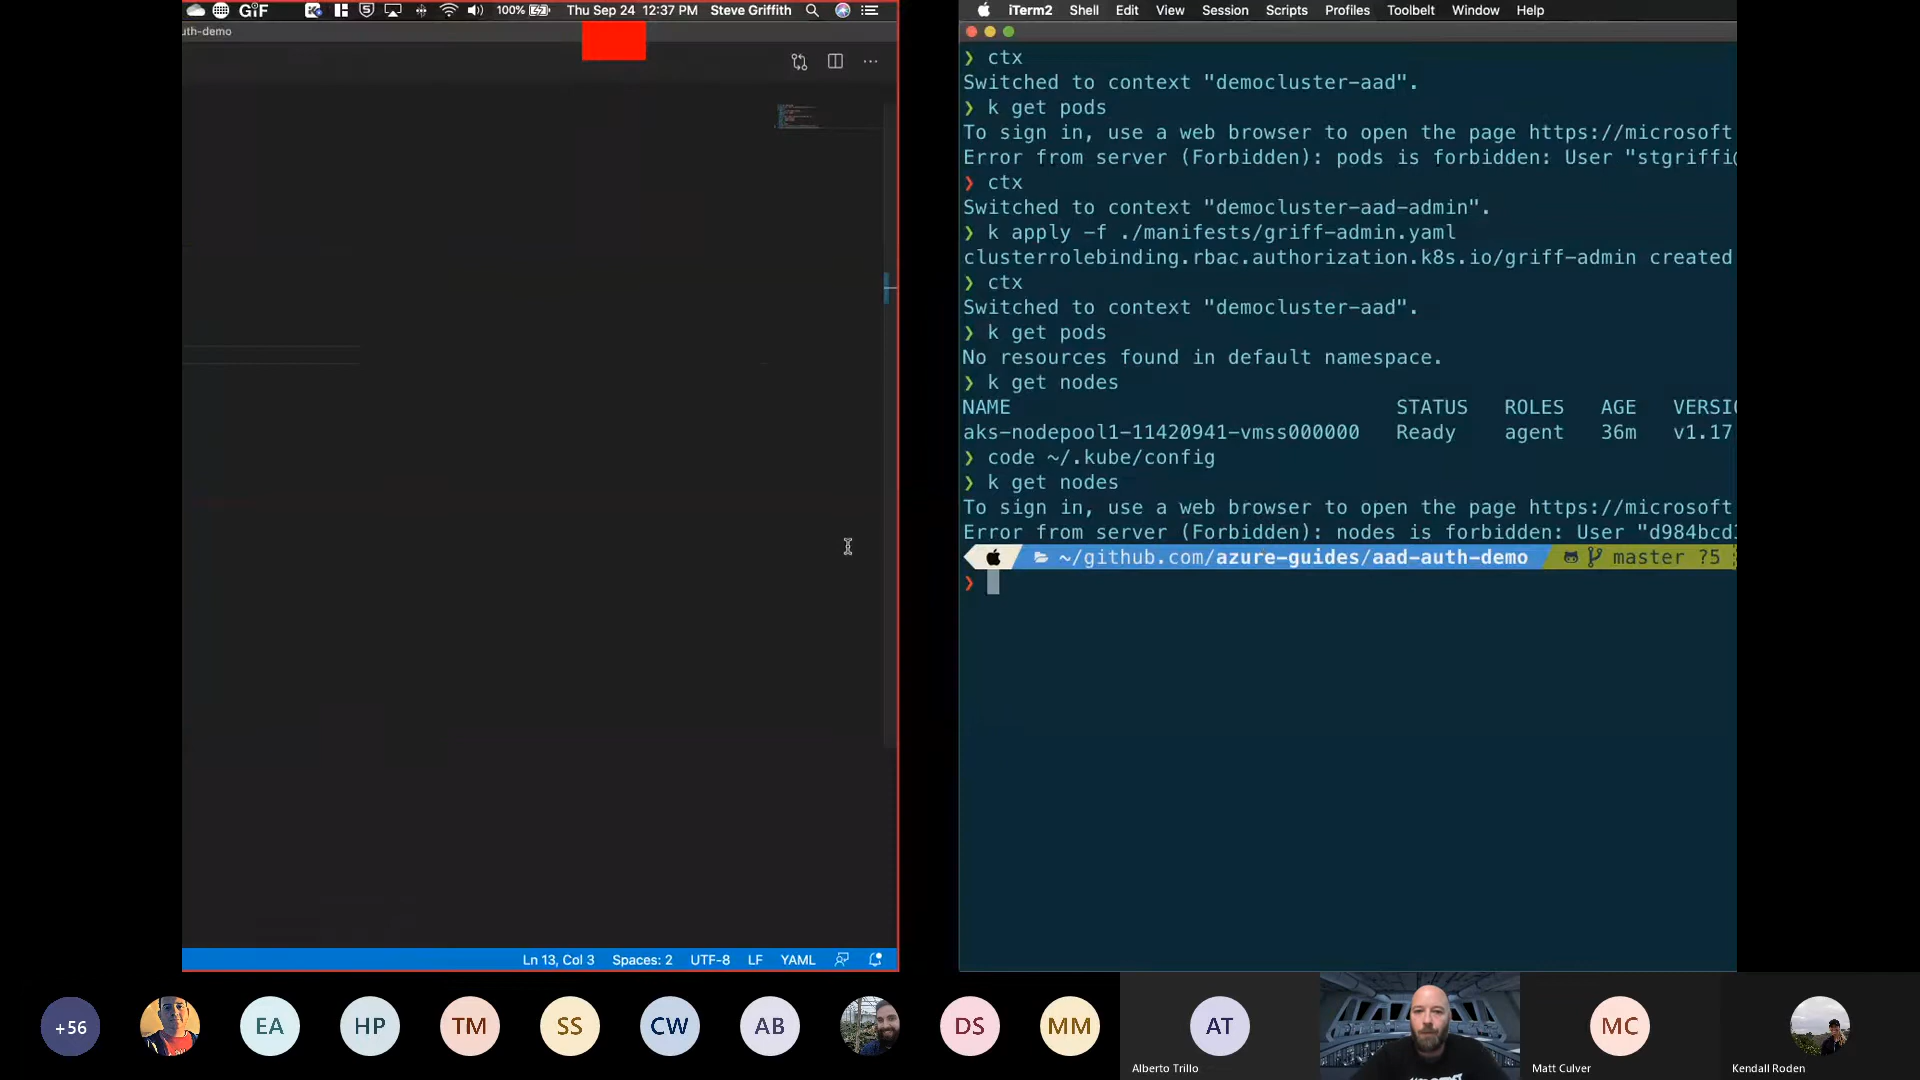 GiF 5 100% Thu Sep 24 12:37 PM Steve Griffith
uth-demo
Ln 13, Col 3 Spaces: 2 UTF-8 LF YAML
iTerm2 Shell Edit View Session Scripts Profiles Toolbelt Window Help
❯ ctx
Switched to context "democluster-aad".
❯ k get pods
To sign in, use a web browser to open the page https://microsoft
Error from server (Forbidden): pods is forbidden: User "stgriffi@
❯ ctx
Switched to context "democluster-aad-admin".
❯ k apply -f ./manifests/griff-admin.yaml
clusterrolebinding.rbac.authorization.k8s.io/griff-admin created
❯ ctx
Switched to context "democluster-aad".
❯ k get pods
No resources found in default namespace.
❯ k get nodes
NAME STATUS ROLES AGE VERSIO
aks-nodepool1-11420941-vmss000000 Ready agent 36m v1.17
❯ code ~/.kube/config
❯ k get nodes
To sign in, use a web browser to open the page https://microsoft
Error from server (Forbidden): nodes is forbidden: User "d984bcd
~/github.com/azure-guides/aad-auth-demo master ?5
❯
+56 EA HP TM SS CW AB DS MM AT MC
Alberto Trillo Matt Culver Kendall Roden